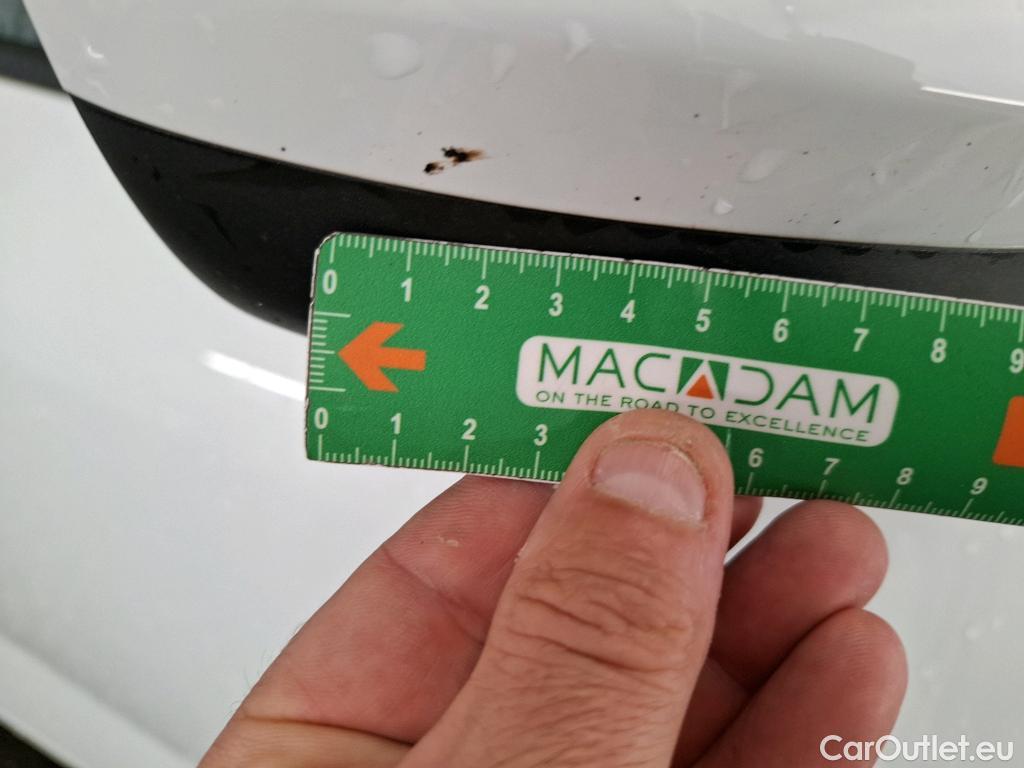 0 1 2 3 4 5 6 7 8 9
MACADAM
ON THE ROAD TO EXCELLENCE
0 1 2 3 6 7 8 9
CarOutlet.eu